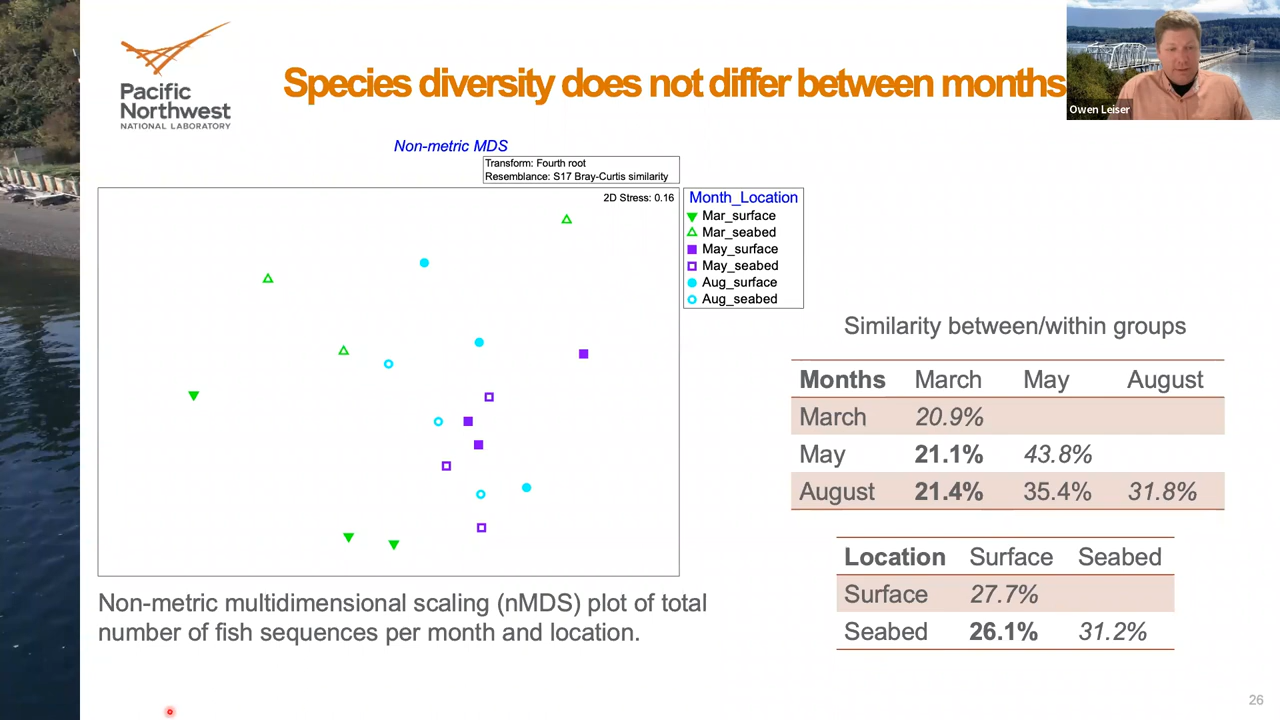 Pacific
Northwest
NATIONAL LABORATORY
Species diversity does not differ between months
Owen Leiser
Non-metric MDS
Transform: Fourth root
Resemblance: S17 Bray-Curtis similarity
2D Stress: 0.16
Month_Location
Mar_surface
Mar_seabed
May_surface
May_seabed
Aug_surface
Aug_seabed
Non-metric multidimensional scaling (nMDS) plot of total
number of fish sequences per month and location.
Similarity between/within groups
Months March May August
March 20.9%
May 21.1% 43.8%
August 21.4% 35.4% 31.8%
Location Surface Seabed
Surface 27.7%
Seabed 26.1% 31.2%
26